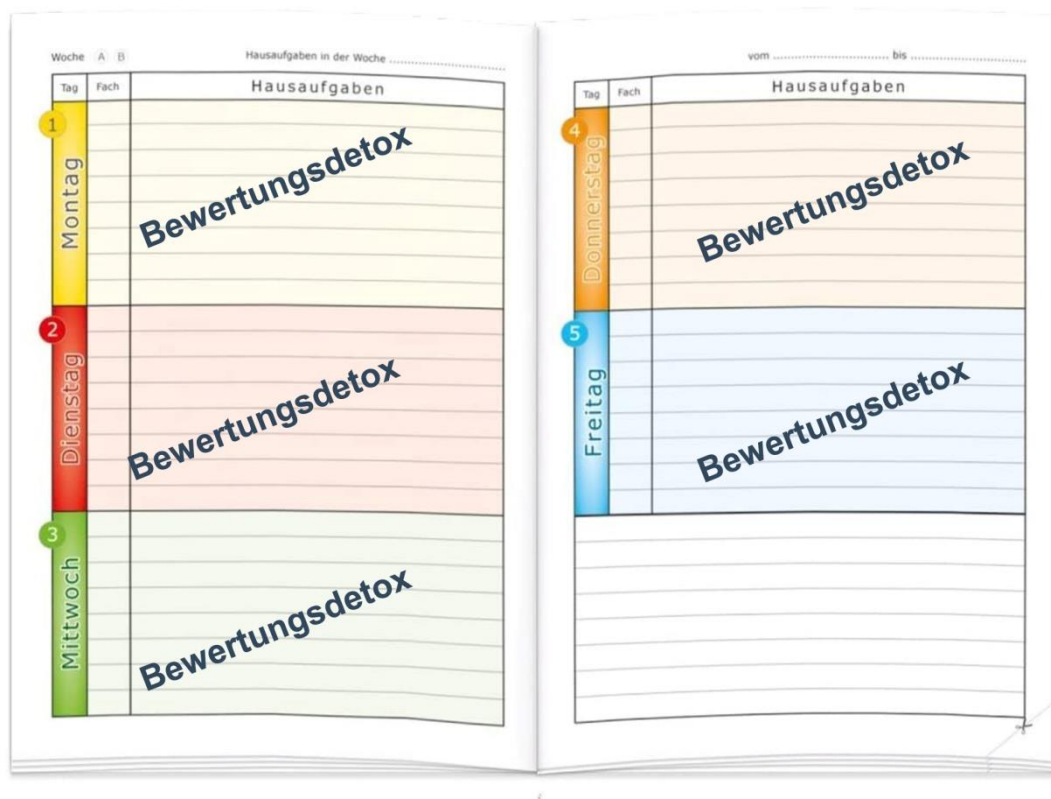 Woche A B Hausaufgaben in der Woche ................................
Tag Fach Hausaufgaben
1
Montag
Bewertungsdetox
2
Dienstag
Bewertungsdetox
3
Mittwoch
Bewertungsdetox
vom ................................ bis ................................
Tag Fach Hausaufgaben
4
Donnerstag
Bewertungsdetox
5
Freitag
Bewertungsdetox